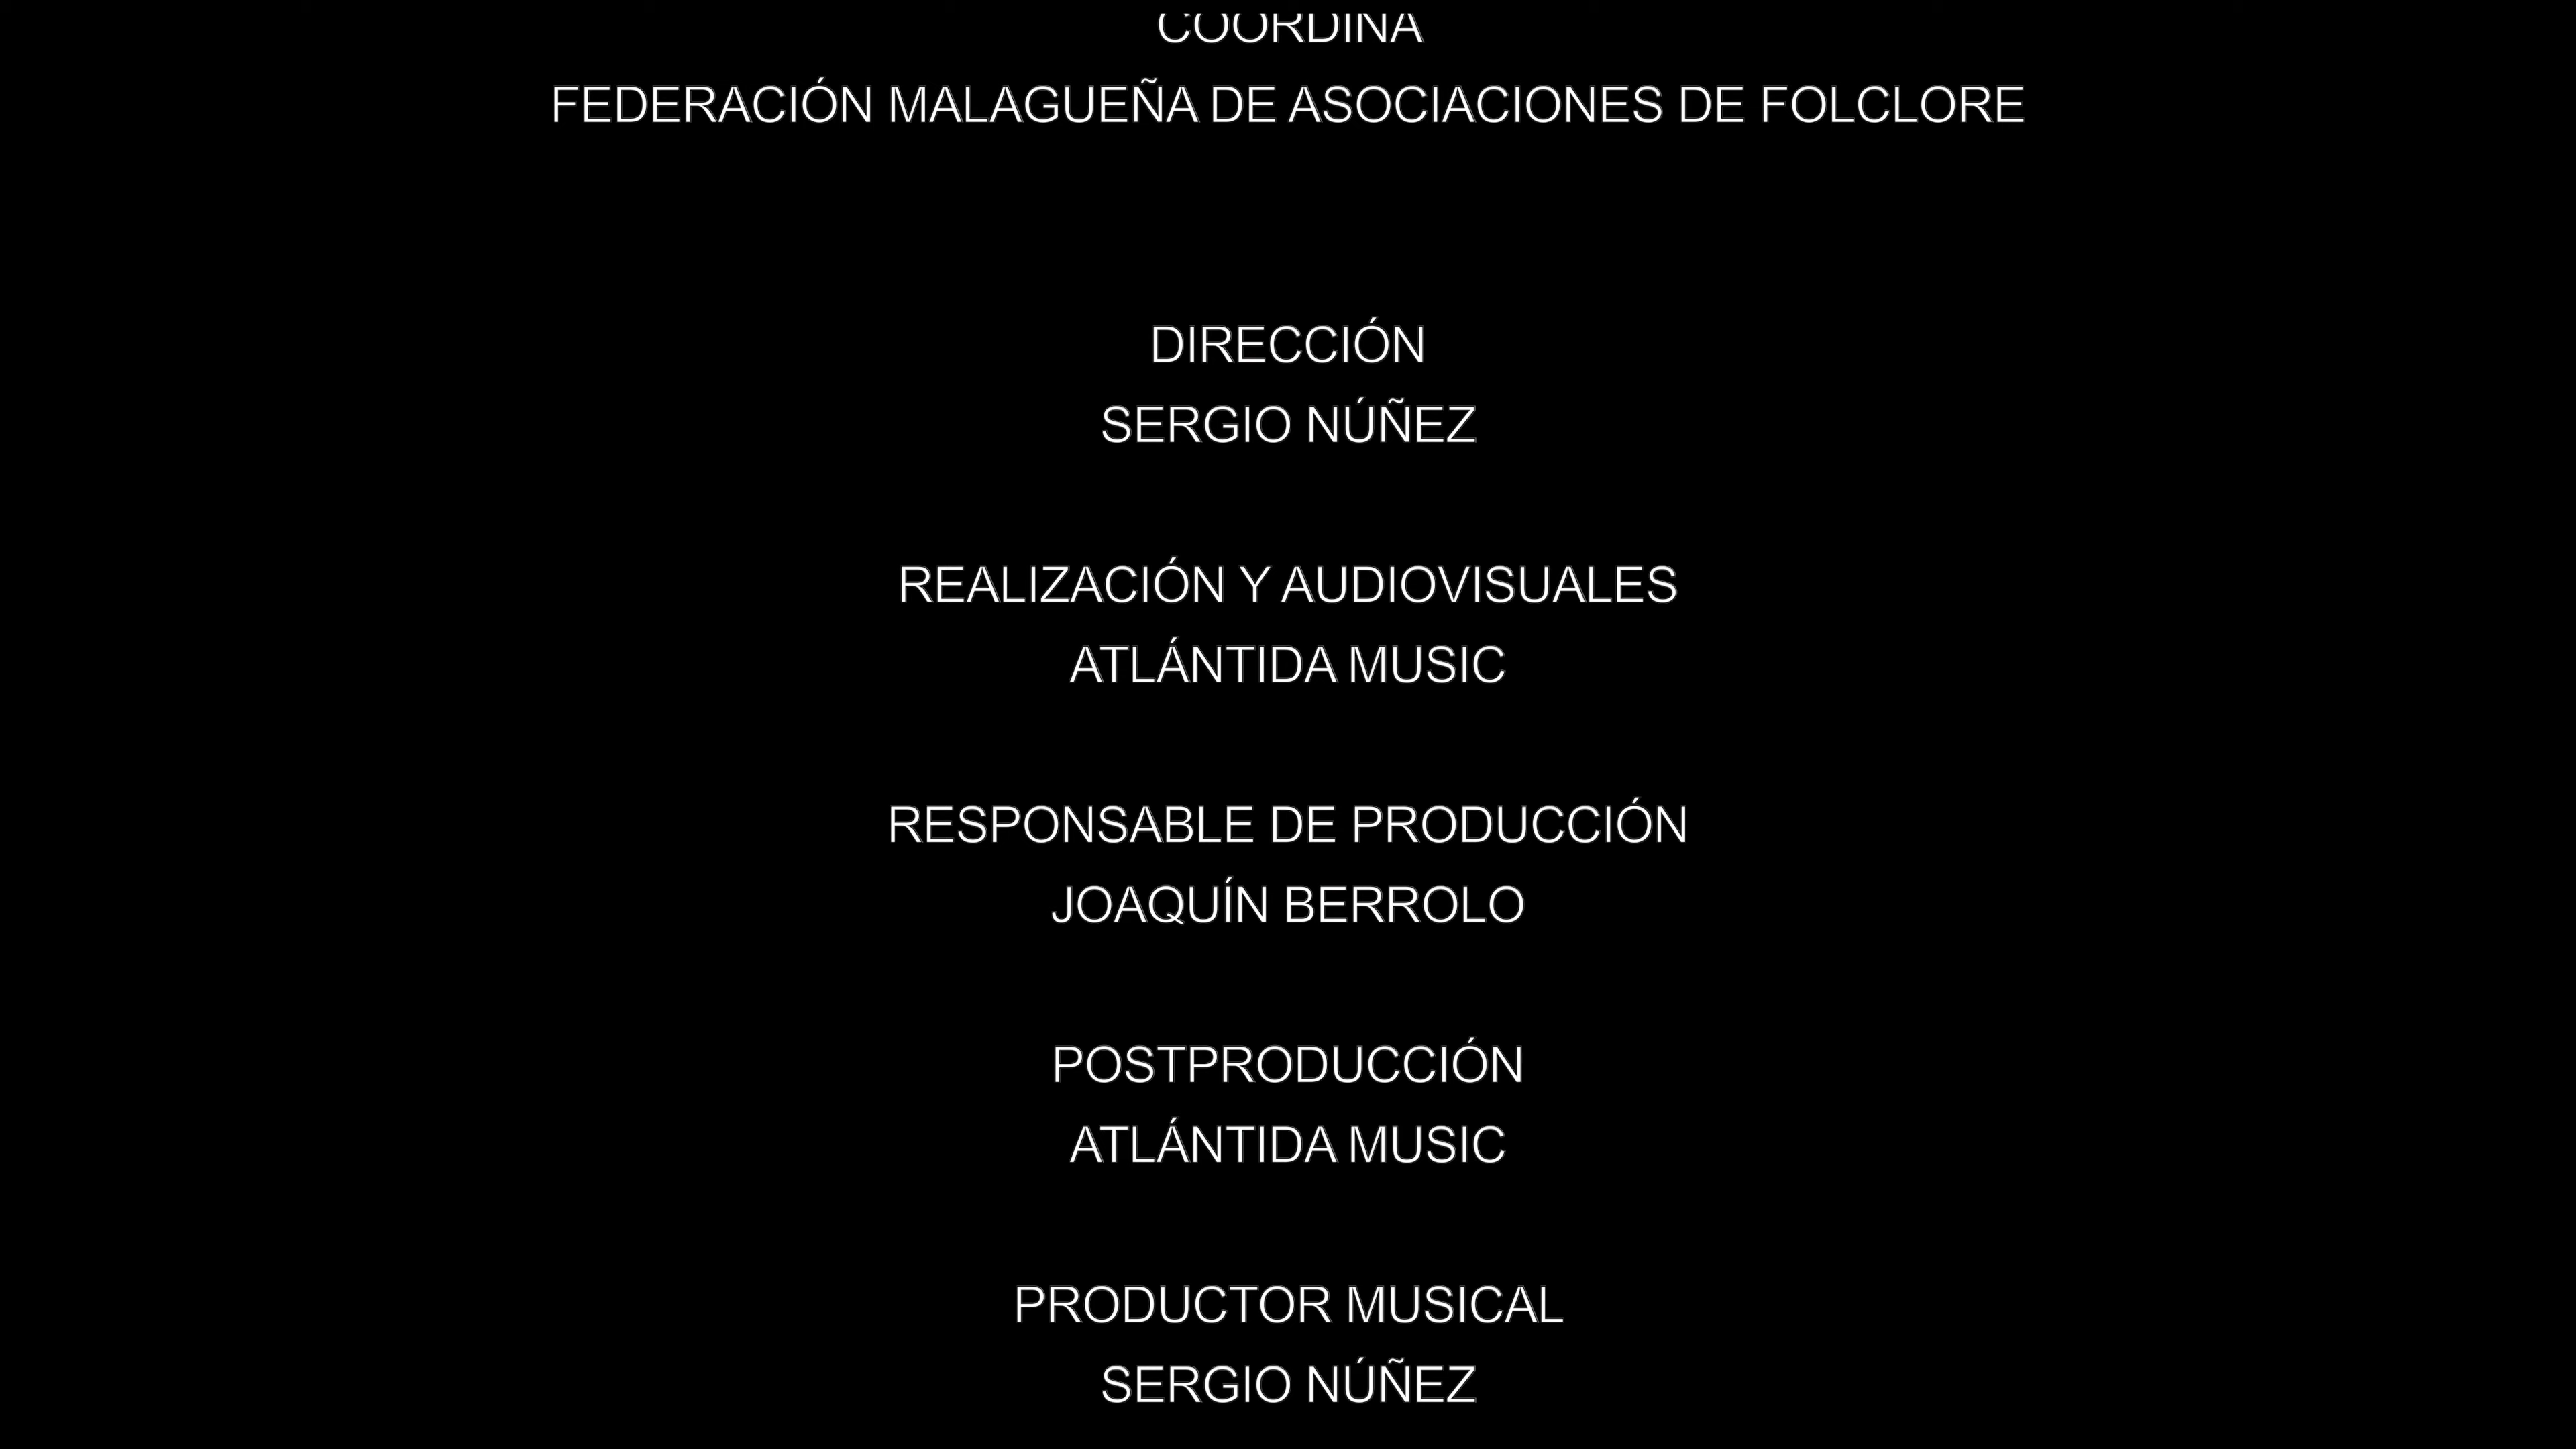 COORDINA
FEDERACIÓN MALAGUEÑA DE ASOCIACIONES DE FOLCLORE
DIRECCIÓN
SERGIO NÚÑEZ
REALIZACIÓN Y AUDIOVISUALES
ATLÁNTIDA MUSIC
RESPONSABLE DE PRODUCCIÓN
JOAQUÍN BERROLO
POSTPRODUCCIÓN
ATLÁNTIDA MUSIC
PRODUCTOR MUSICAL
SERGIO NÚÑEZ